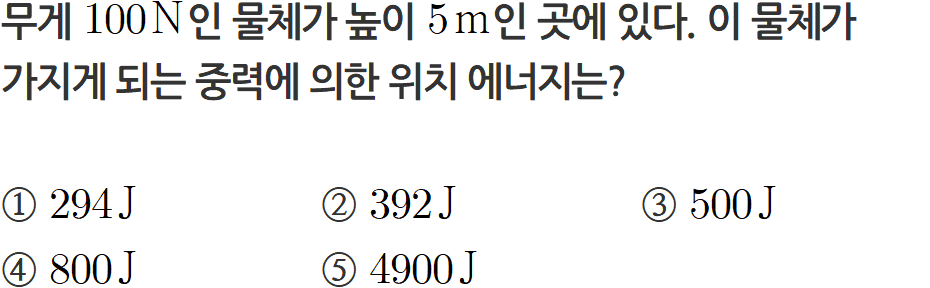 무게 100 N인 물체가 높이 5 m인 곳에 있다. 이 물체가
가지게 되는 중력에 의한 위치 에너지는?
① 294 J ② 392 J ③ 500 J
④ 800 J ⑤ 4900 J